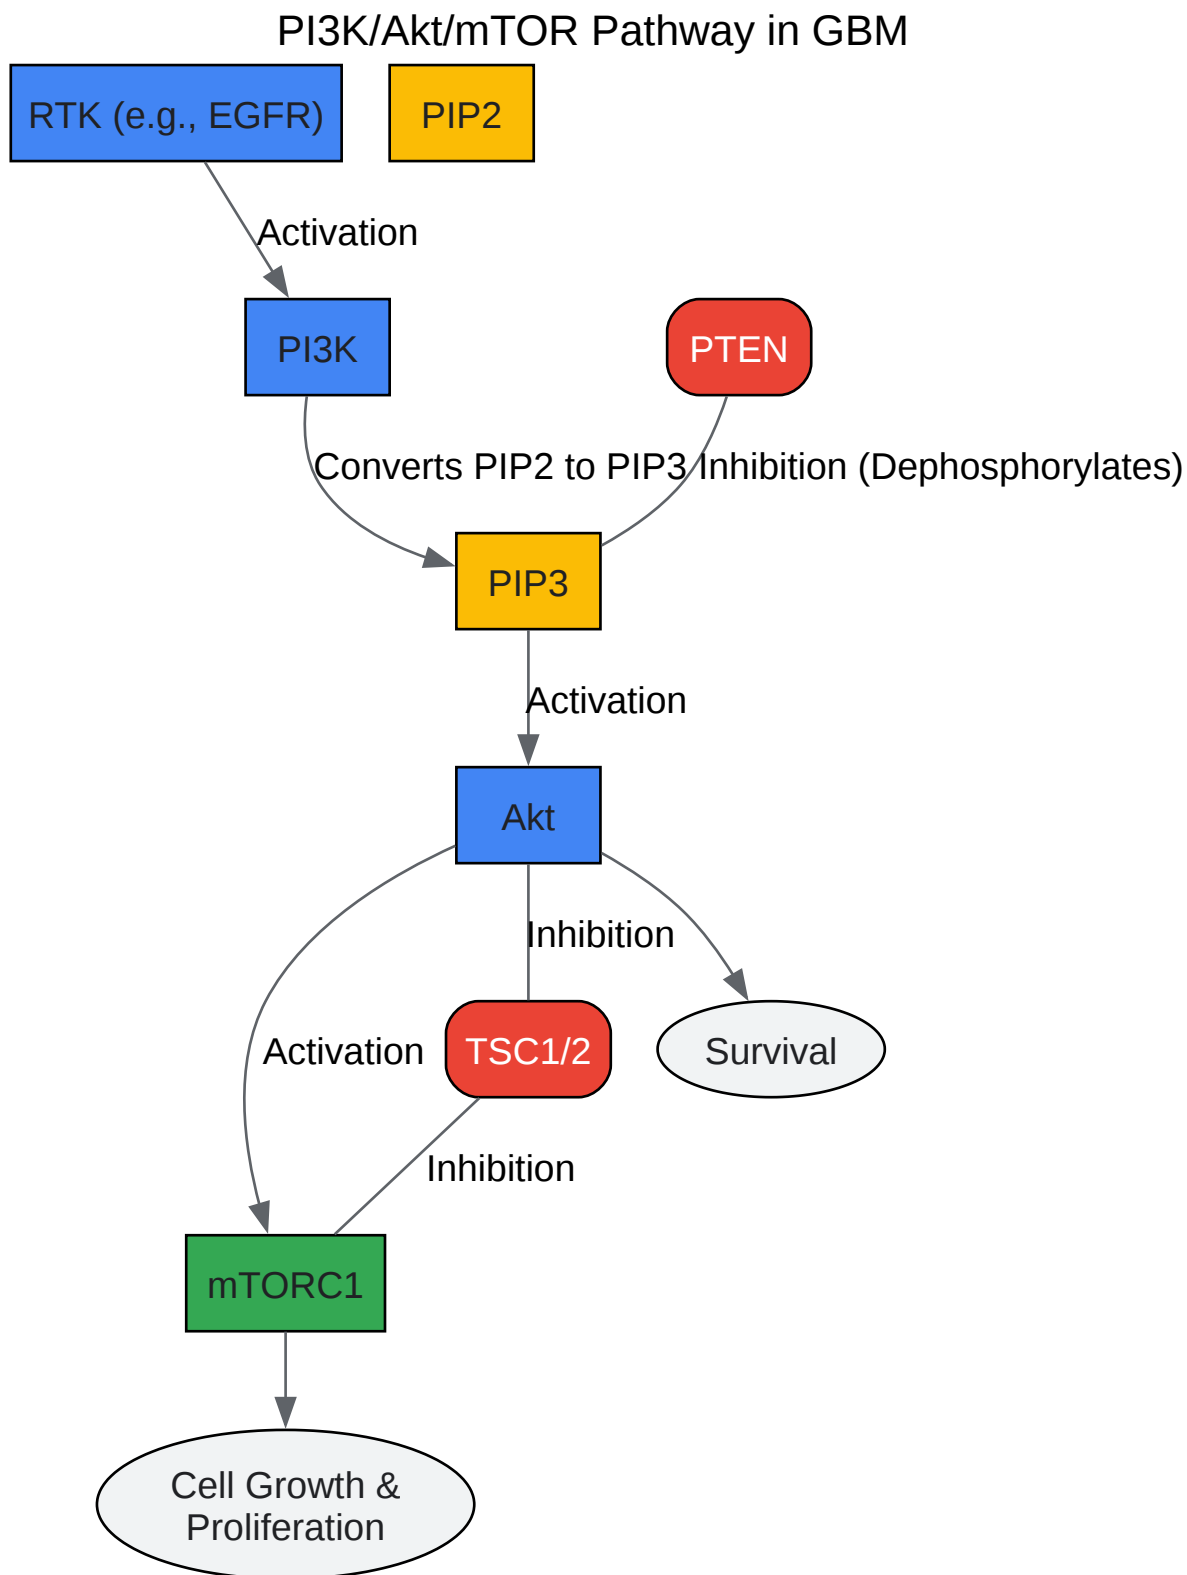 PI3K/Akt/mTOR Pathway in GBM
RTK (e.g., EGFR)
PIP2
Activation
PI3K
PTEN
Converts PIP2 to PIP3
Inhibition (Dephosphorylates)
PIP3
Activation
Akt
Inhibition
Activation
TSC1/2
Survival
Inhibition
mTORC1
Cell Growth &
Proliferation